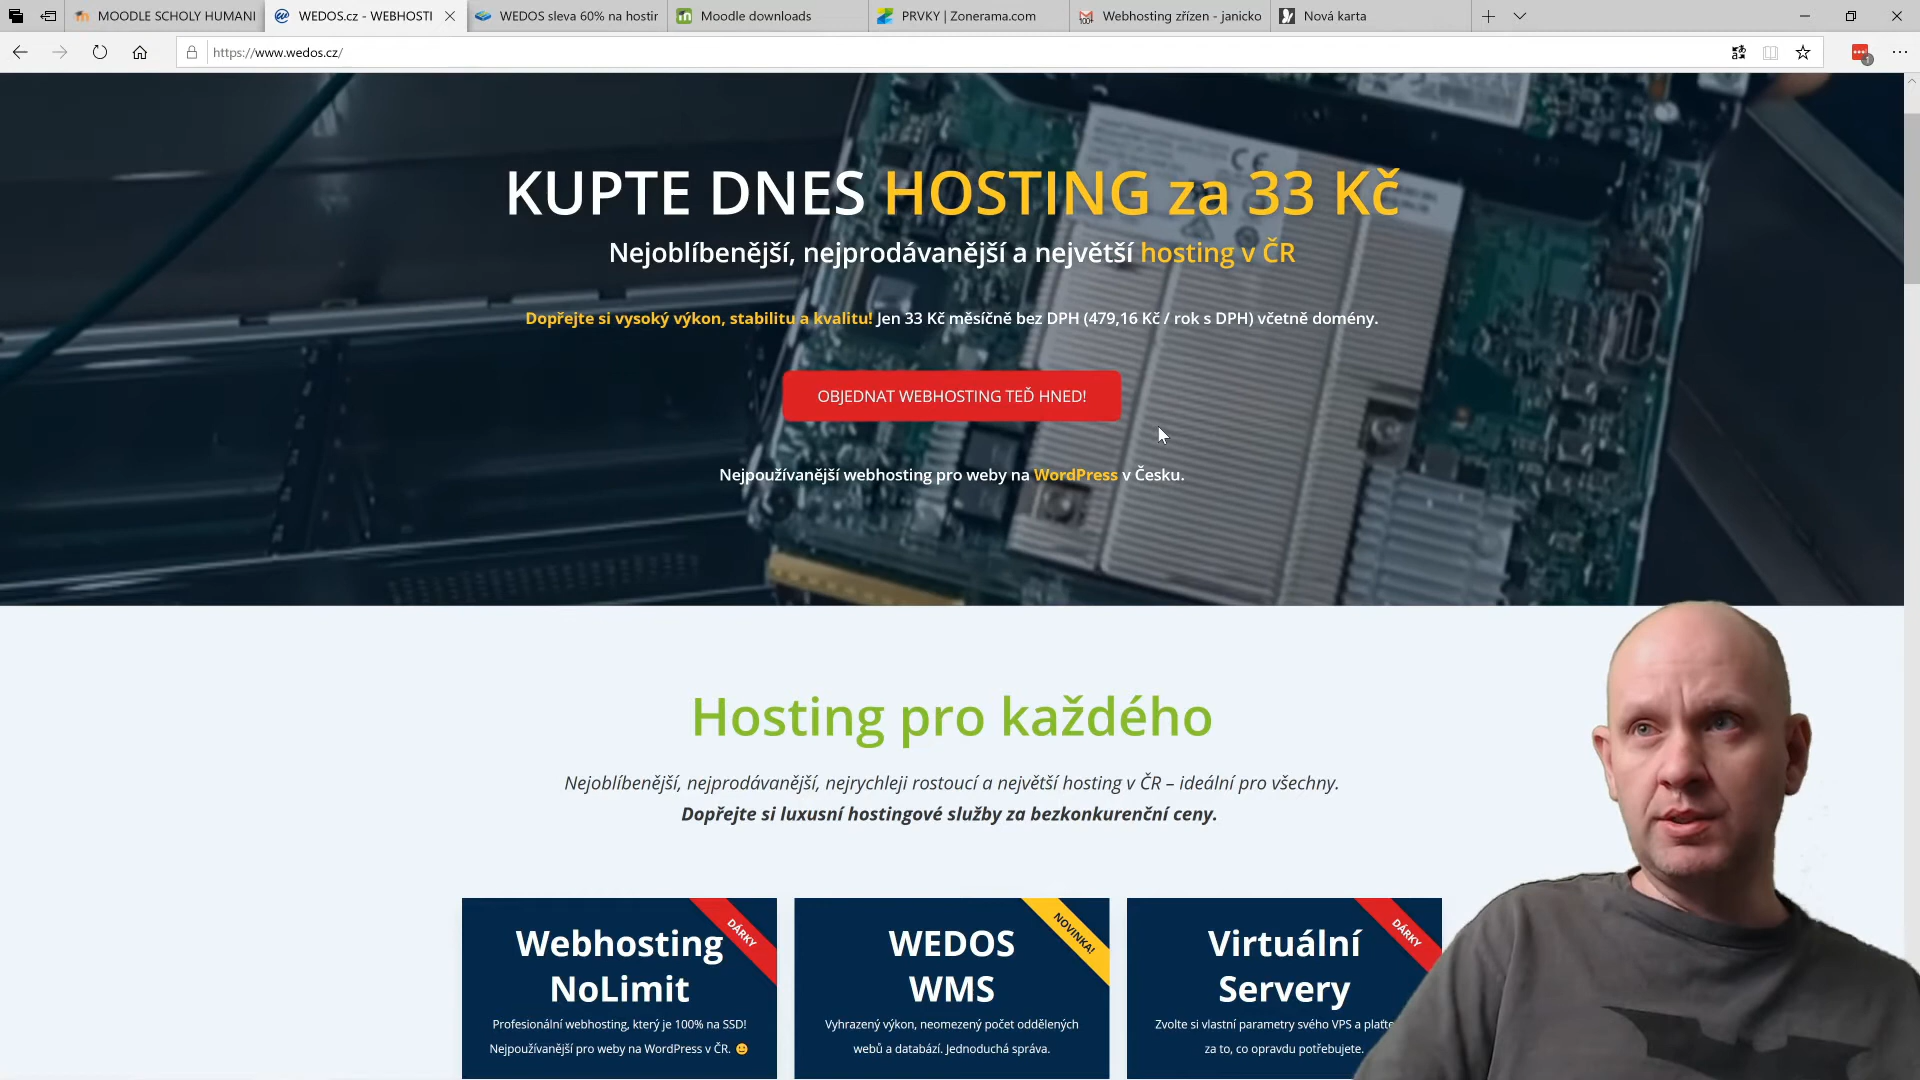 MOODLE SCHOLY HUMANI
WEDOS.cz - WEBHOSTI
WEDOS sleva 60% na hostin
Moodle downloads
PRVKY | Zonerama.com
Webhosting zřízen - janicko
Nová karta
https://www.wedos.cz/
KUPTE DNES HOSTING za 33 Kč
Nejoblíbenější, nejprodávanější a největší hosting v ČR
Dopřejte si vysoký výkon, stabilitu a kvalitu! Jen 33 Kč měsíčně bez DPH (479,16 Kč / rok s DPH) včetně domény.
OBJEDNAT WEBHOSTING TEĎ HNED!
Nejpoužívanější webhosting pro weby na WordPress v Česku.
Hosting pro každého
Nejoblíbenější, nejprodávanější, nejrychleji rostoucí a největší hosting v ČR – ideální pro všechny.
Dopřejte si luxusní hostingové služby za bezkonkurenční ceny.
DÁRKY
Webhosting
NoLimit
Profesionální webhosting, který je 100% na SSD!
Nejpoužívanější pro weby na WordPress v ČR.
NOVINKA!
WEDOS
WMS
Vyhrazený výkon, neomezený počet oddělených
webů a databází. Jednoduchá správa.
DÁRKY
Virtuální
Servery
Zvolte si vlastní parametry svého VPS a plaťte
za to, co opravdu potřebujete.